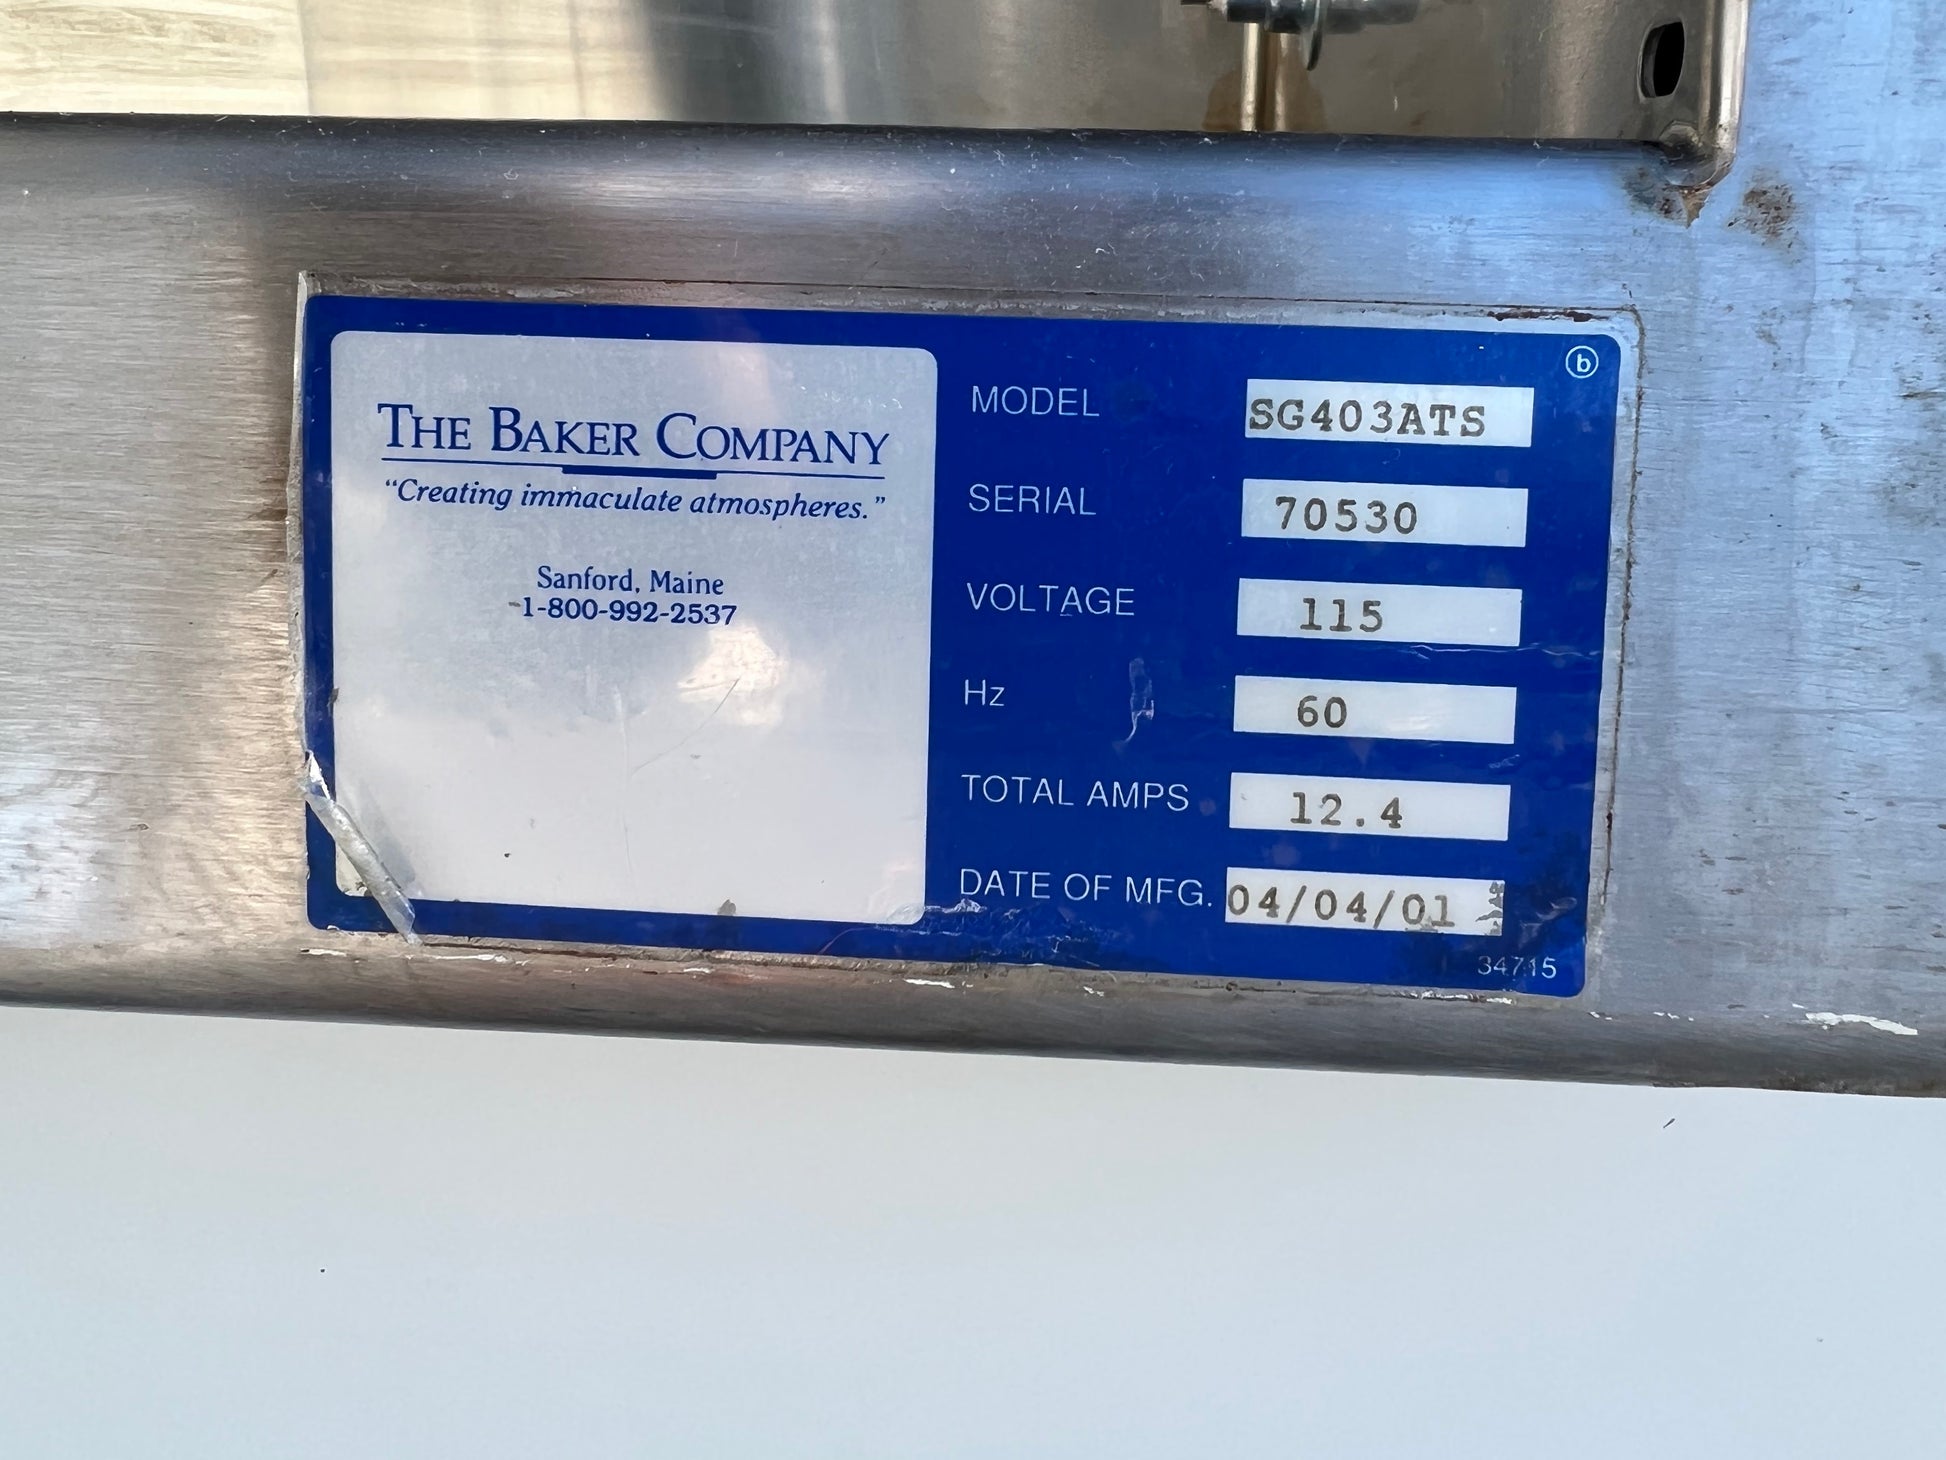 THE BAKER COMPANY
"Creating immaculate atmospheres."
Sanford, Maine
1-800-992-2537
b
MODEL SG403ATS
SERIAL 70530
VOLTAGE 115
Hz 60
TOTAL AMPS 12.4
DATE OF MFG. 04/04/01
34715